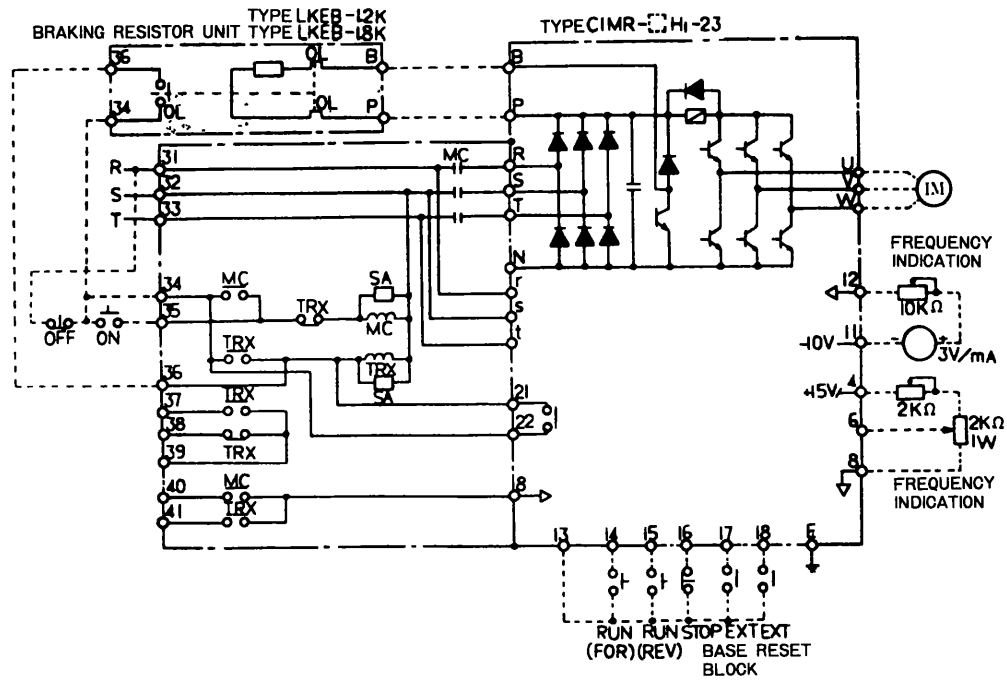 TYPE LKEB-12K
BRAKING RESISTOR UNIT TYPE LKEB-18K
TYPE CIMR-□H1-23
36
OL
B
B
34
OL
OL
P
P
R
31
MC
R
S
32
S
T
33
T
U
V
W
IM
N
FREQUENCY
INDICATION
r
12
10KΩ
34
MC
SA
s
35
TRX
MC
t
OFF
ON
-10V
11
-
+
3V/mA
TRX
TRX
SA
+15V
4
2KΩ
36
21
37
TRX
22
6
2KΩ
1W
38
TRX
39
8
40
MC
8
FREQUENCY
INDICATION
41
TRX
13
14
15
16
17
18
E
RUN RUN STOP EXT EXT
(FOR) (REV) BASE RESET
BLOCK